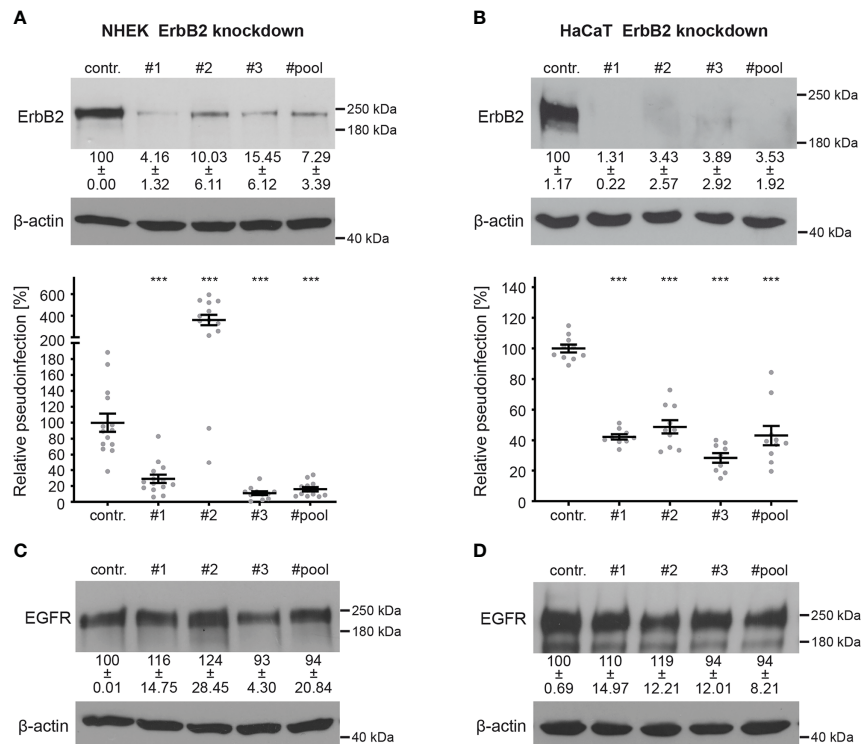 A
NHEK ErbB2 knockdown
contr. #1 #2 #3 #pool
ErbB2
250 kDa
180 kDa
100 4.16 10.03 15.45 7.29
± ± ± ± ±
0.00 1.32 6.11 6.12 3.39
β-actin
40 kDa
Relative pseudoinfection [%]
*** *** *** ***
600
400
200
180
160
140
120
100
80
60
40
20
0
contr. #1 #2 #3 #pool
B
HaCaT ErbB2 knockdown
contr. #1 #2 #3 #pool
ErbB2
250 kDa
180 kDa
100 1.31 3.43 3.89 3.53
± ± ± ± ±
1.17 0.22 2.57 2.92 1.92
β-actin
40 kDa
Relative pseudoinfection [%]
*** *** *** ***
140
120
100
80
60
40
20
0
contr. #1 #2 #3 #pool
C
contr. #1 #2 #3 #pool
EGFR
250 kDa
180 kDa
100 116 124 93 94
± ± ± ± ±
0.01 14.75 28.45 4.30 20.84
β-actin
40 kDa
D
contr. #1 #2 #3 #pool
EGFR
250 kDa
180 kDa
100 110 119 94 94
± ± ± ± ±
0.69 14.97 12.21 12.01 8.21
β-actin
40 kDa